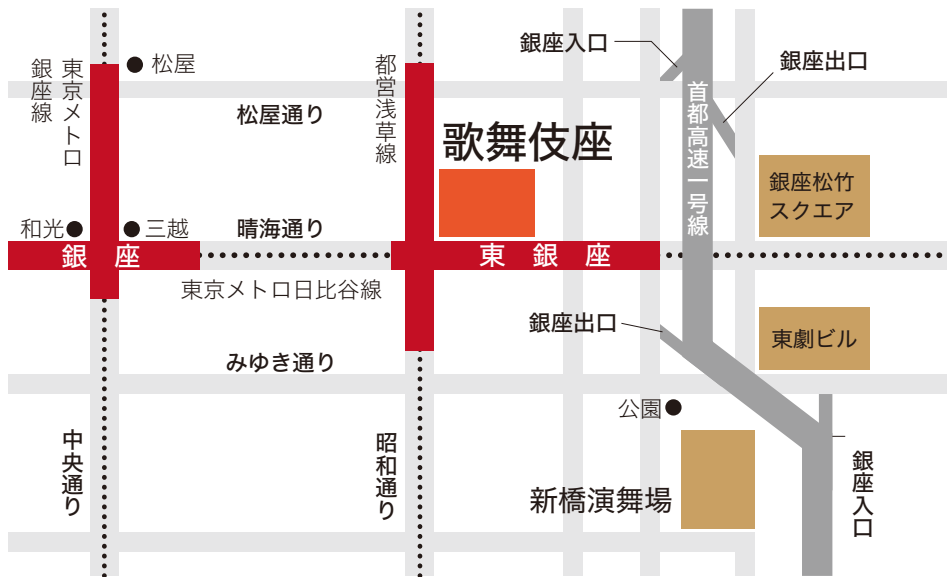 銀座入口
銀座出口
松屋
東京メトロ
銀座線
都営浅草線
首都高速一号線
松屋通り
歌舞伎座
銀座松竹
スクエア
和光
三越
晴海通り
銀座
東銀座
東京メトロ日比谷線
銀座出口
東劇ビル
みゆき通り
公園
中央通り
昭和通り
銀座入口
新橋演舞場